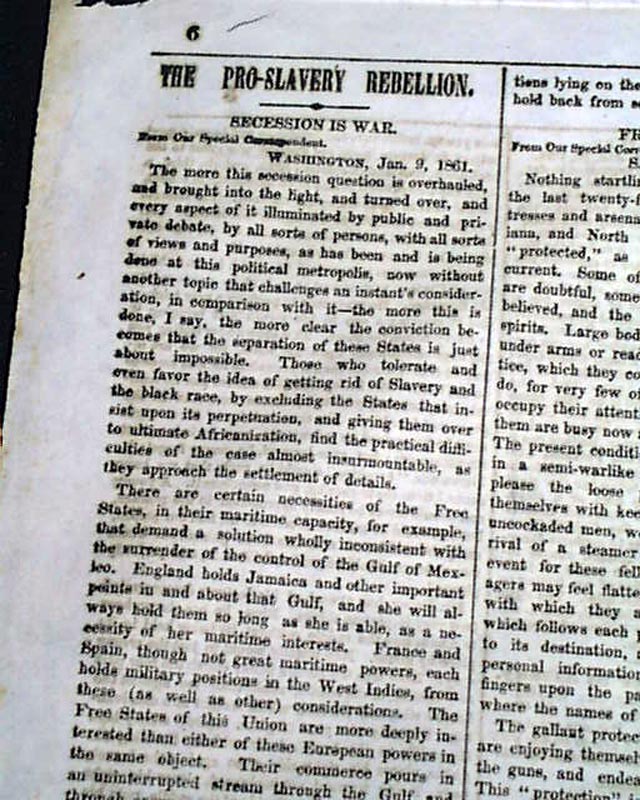 6
THE PRO-SLAVERY REBELLION.
SECESSION IS WAR.
From Our Special Correspondent.
WASHINGTON, Jan. 9, 1861.
The more this secession question is overhauled,
and brought into the light, and turned over, and
every aspect of it illuminated by public and pri-
vate debate, by all sorts of persons, with all sorts
of views and purposes, as has been and is being
done at this political metropolis, now without
another topic that challenges an instant's consider-
ation, in comparison with it—the more this is
done, I say, the more clear the conviction be-
comes that the separation of these States is just
about impossible. Those who tolerate and
even favor the idea of getting rid of Slavery and
the black race, by excluding the States that in-
sist upon its perpetuation, and giving them over
to ultimate Africanization, find the practical diffi-
culties of the case almost insurmountable, as
they approach the settlement of details.
There are certain necessities of the Free
States, in their maritime capacity, for example,
that demand a solution wholly inconsistent with
the surrender of the control of the Gulf of Mex-
ico. England holds Jamaica and other important
points in and about that Gulf, and she will al-
ways hold them so long as she is able, as a ne-
cessity of her maritime interests. France and
Spain, though not great maritime powers, each
holds military positions in the West Indies, from
these (as well as other) considerations. The
Free States of this Union are more deeply in-
terested than either of these European powers in
the same object. Their commerce pours in
an uninterrupted stream through the Gulf and
through
tions lying on the
hold back from
FR
From Our Special Corr
Nothing startli
the last twenty-f
tresses and arsena
iana, and North
"protected," as
current. Some of
are doubtful, some
believed, and the
spirits. Large bod
under arms or read
tice, which they co
do, for very few of
occupy their attent
them are busy now
The present conditi
in a semi-warlike
please the loose
themselves with kee
uncockaded men, w
rival of a steamer
event for these fell
agers may feel flatte
with which they a
which follows each
to its destination,
personal information
fingers upon the p
where the names of
The gallant protec
are enjoying themse
the guns, and ende
This "protection" i